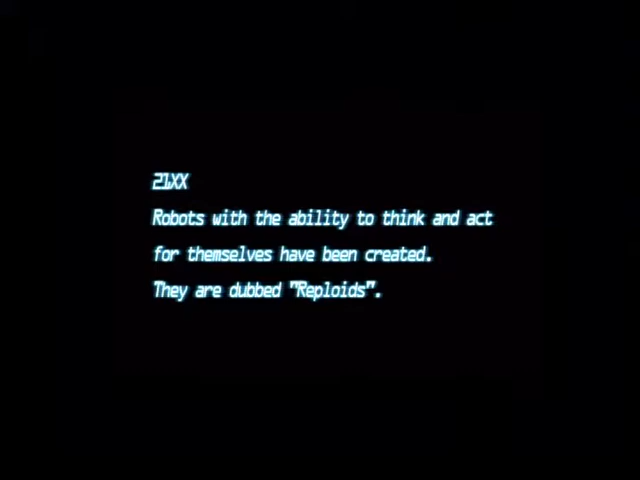 21XX
Robots with the ability to think and act
for themselves have been created.
They are dubbed "Reploids".